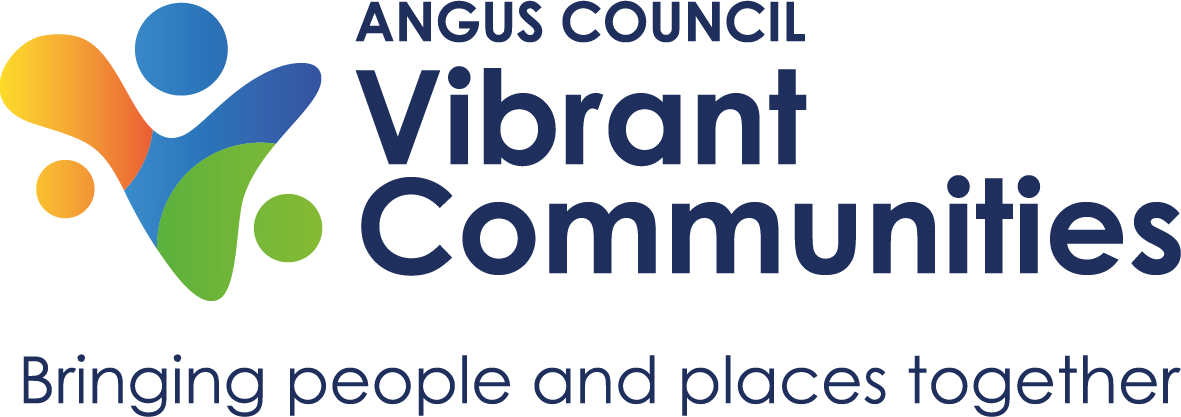 ANGUS COUNCIL
Vibrant
Communities
Bringing people and places together